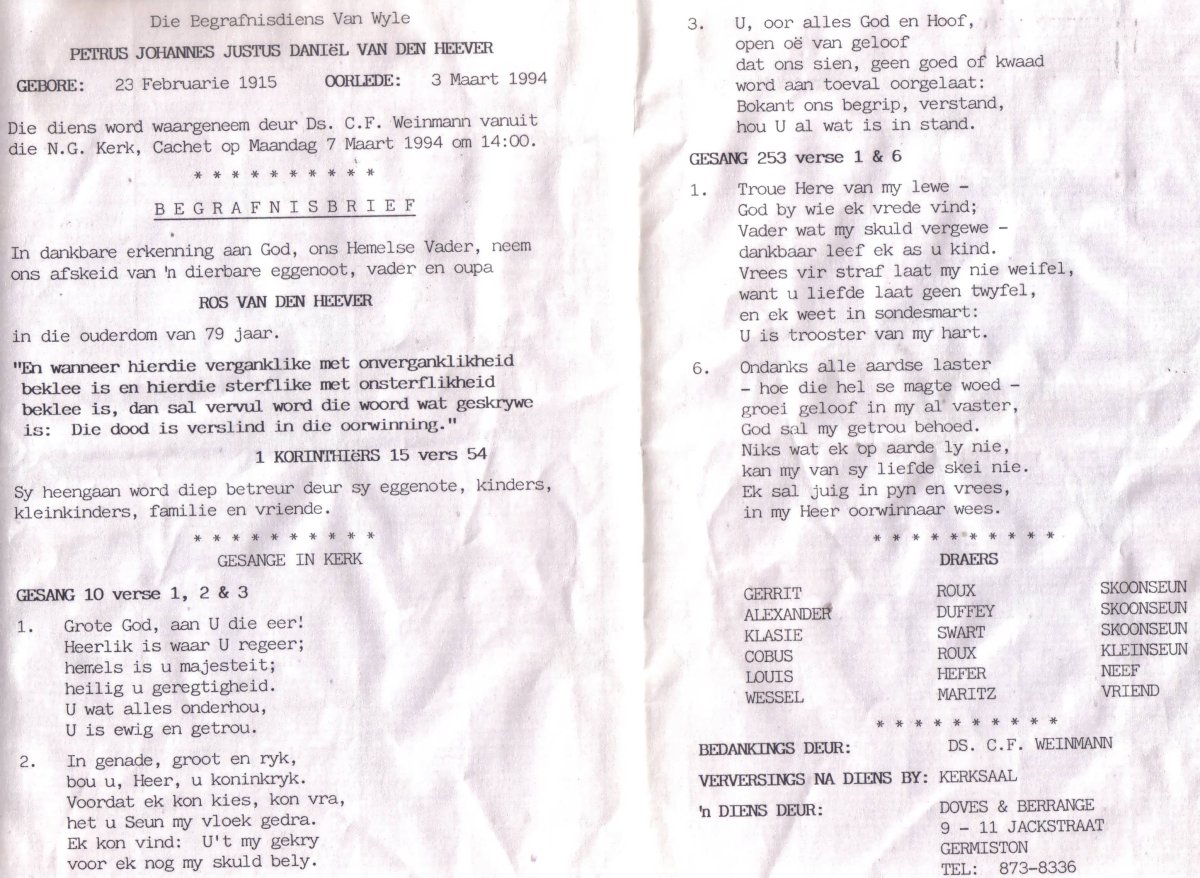 Die Begrafnisdiens Van Wyle
PETRUS JOHANNES JUSTUS DANIëL VAN DEN HEEVER
GEBORE: 23 Februarie 1915 OORLEDE: 3 Maart 1994
Die diens word waargeneem deur Ds. C.F. Weinmann vanuit
die N.G. Kerk, Cachet op Maandag 7 Maart 1994 om 14:00.
* * * * * * * * * *
B E G R A F N I S B R I E F
In dankbare erkenning aan God, ons Hemelse Vader, neem
ons afskeid van 'n dierbare eggenoot, vader en oupa
ROS VAN DEN HEEVER
in die ouderdom van 79 jaar.
"En wanneer hierdie verganklike met onverganklikheid
beklee is en hierdie sterflike met onsterflikheid
beklee is, dan sal vervul word die woord wat geskrywe
is: Die dood is verslind in die oorwinning."
1 KORINTHIëRS 15 vers 54
Sy heengaan word diep betreur deur sy eggenote, kinders,
kleinkinders, familie en vriende.
* * * * * * * * * *
GESANGE IN KERK
GESANG 10 verse 1, 2 & 3
1. Grote God, aan U die eer!
Heerlik is waar U regeer;
hemels is u majesteit;
heilig u geregtigheid.
U wat alles onderhou,
U is ewig en getrou.
2. In genade, groot en ryk,
bou u, Heer, u koninkryk.
Voordat ek kon kies, kon vra,
het u Seun my vloek gedra.
Ek kon vind: U't my gekry
voor ek nog my skuld bely.
3. U, oor alles God en Hoof,
open oë van geloof
dat ons sien, geen goed of kwaad
word aan toeval oorgelaat:
Bokant ons begrip, verstand,
hou U al wat is in stand.
GESANG 253 verse 1 & 6
1. Troue Here van my lewe -
God by wie ek vrede vind;
Vader wat my skuld vergewe -
dankbaar leef ek as u kind.
Vrees vir straf laat my nie weifel,
want u liefde laat geen twyfel,
en ek weet in sondesmart:
U is trooster van my hart.
6. Ondanks alle aardse laster
- hoe die hel se magte woed -
groei geloof in my al vaster,
God sal my getrou behoed.
Niks wat ek op aarde ly nie,
kan my van sy liefde skei nie.
Ek sal juig in pyn en vrees,
in my Heer oorwinnaar wees.
* * * * * * * * * *
DRAERS
GERRIT ROUX SKOONSEUN
ALEXANDER DUFFEY SKOONSEUN
KLASIE SWART SKOONSEUN
COBUS ROUX KLEINSEUN
LOUIS HEFER NEEF
WESSEL MARITZ VRIEND
* * * * * * * * * *
BEDANKINGS DEUR: DS. C.F. WEINMANN
VERVERSINGS NA DIENS BY: KERKSAAL
'n DIENS DEUR: DOVES & BERRANGE
9 - 11 JACKSTRAAT
GERMISTON
TEL: 873-8336